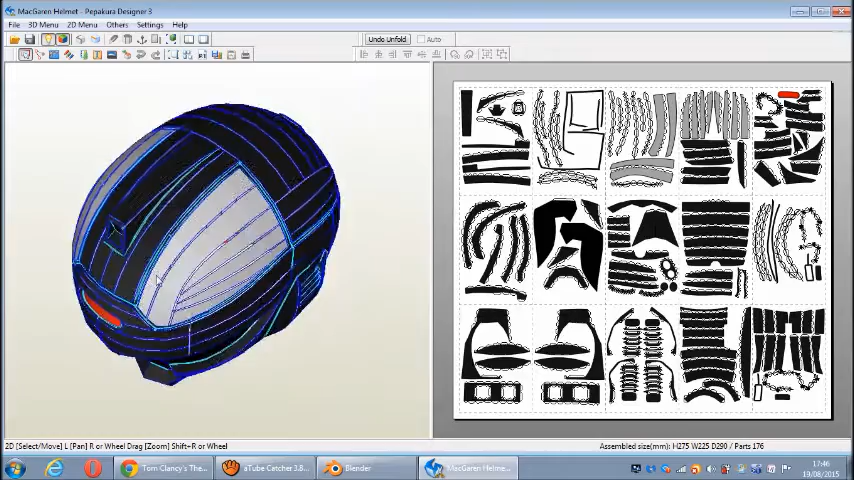 MacGaren Helmet - Pepakura Designer 3
File 3D Menu 2D Menu Others Settings Help
Undo Unfold
Auto
2D [Select/Move] L [Pan] R or Wheel Drag [Zoom] Shift+R or Wheel
Assembled size(mm): H275 W225 D290 / Parts 176
Tom Clancy's The...
aTube Catcher 3.8...
Blender
MacGaren Helme...
17:46
19/08/2015